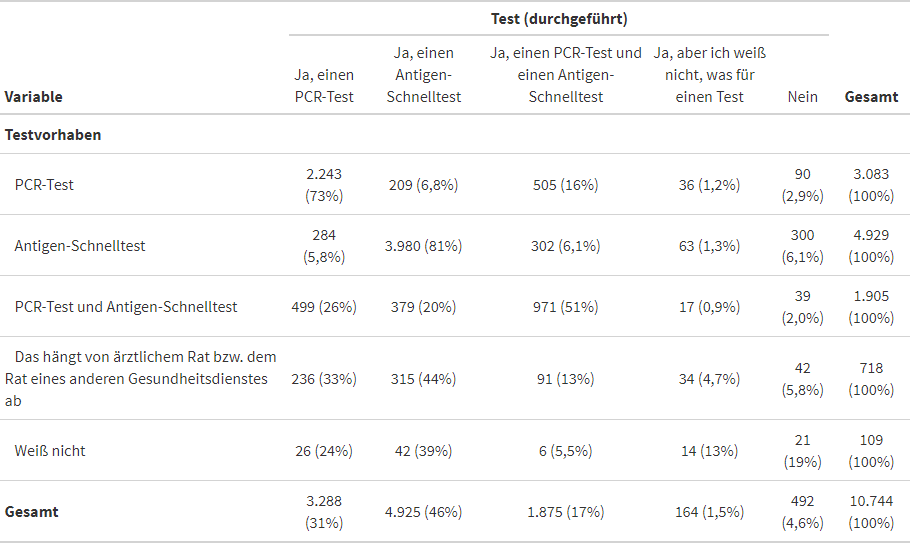 Test (durchgeführt)
Variable Ja, einen PCR-Test Ja, einen Antigen-Schnelltest Ja, einen PCR-Test und einen Antigen-Schnelltest Ja, aber ich weiß nicht, was für einen Test Nein Gesamt
Testvorhaben
PCR-Test 2.243 (73%) 209 (6,8%) 505 (16%) 36 (1,2%) 90 (2,9%) 3.083 (100%)
Antigen-Schnelltest 284 (5,8%) 3.980 (81%) 302 (6,1%) 63 (1,3%) 300 (6,1%) 4.929 (100%)
PCR-Test und Antigen-Schnelltest 499 (26%) 379 (20%) 971 (51%) 17 (0,9%) 39 (2,0%) 1.905 (100%)
Das hängt von ärztlichem Rat bzw. dem Rat eines anderen Gesundheitsdienstes ab 236 (33%) 315 (44%) 91 (13%) 34 (4,7%) 42 (5,8%) 718 (100%)
Weiß nicht 26 (24%) 42 (39%) 6 (5,5%) 14 (13%) 21 (19%) 109 (100%)
Gesamt 3.288 (31%) 4.925 (46%) 1.875 (17%) 164 (1,5%) 492 (4,6%) 10.744 (100%)